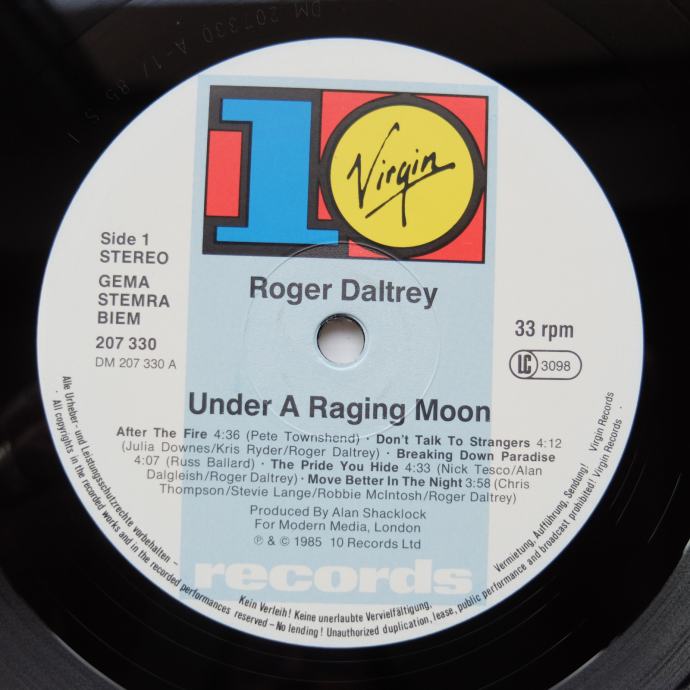 DM 207330 A-1/ 85 S 1
10
Virgin
Side 1
STEREO
GEMA
STEMRA
BIEM
207 330
DM 207 330 A
Roger Daltrey
33 rpm
LC 3098
Under A Raging Moon
After The Fire 4:36 (Pete Townshend) · Don't Talk To Strangers 4:12
(Julia Downes/Kris Ryder/Roger Daltrey) · Breaking Down Paradise
4:07 (Russ Ballard) · The Pride You Hide 4:33 (Nick Tesco/Alan
Dalgleish/Roger Daltrey) · Move Better In The Night 3:58 (Chris
Thompson/Stevie Lange/Robbie McIntosh/Roger Daltrey)
Produced By Alan Shacklock
For Modern Media, London
℗ & © 1985 10 Records Ltd
records
Alle Urheber- und Leistungsschutzrechte vorbehalten – Kein Verleih! Keine unerlaubte Vervielfältigung, Vermietung, Aufführung, Sendung! Virgin Records
· All copyrights in the recorded works and in the recorded performances reserved – No lending! Unauthorized duplication, lease, public performance and broadcast prohibited! Virgin Records ·